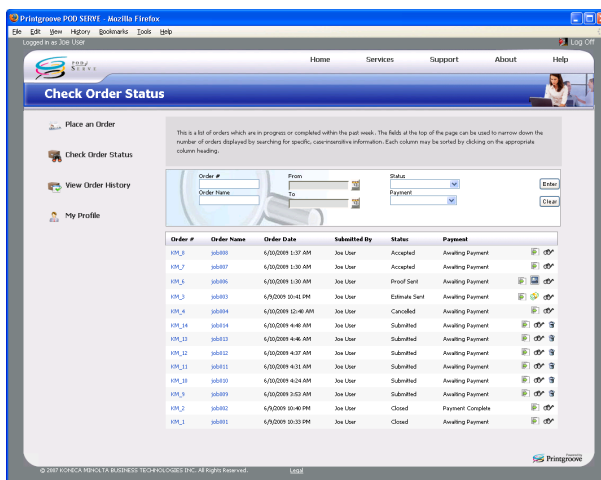 Printgroove POD SERVE - Mozilla Firefox
File Edit View History Bookmarks Tools Help
Logged in as Joe User Log Off
POD SERVE
Home Services Support About Help
Check Order Status
Place an Order
Check Order Status
View Order History
My Profile
This is a list of orders which are in progress or completed within the past week. The fields at the top of the page can be used to narrow down the
number of orders displayed by searching for specific, case-insensitive information. Each column may be sorted by clicking on the appropriate
column heading.
Order # From Status
Enter
Order Name To Payment
Clear
Order # Order Name Order Date Submitted By Status Payment
KM_8 job008 6/10/2009 1:37 AM Joe User Accepted Awaiting Payment
KM_7 job007 6/10/2009 1:30 AM Joe User Accepted Awaiting Payment
KM_6 job006 6/10/2009 1:30 AM Joe User Proof Sent Awaiting Payment
KM_3 job003 6/9/2009 10:41 PM Joe User Estimate Sent Awaiting Payment
KM_4 job004 6/10/2009 12:40 AM Joe User Cancelled Awaiting Payment
KM_14 job014 6/10/2009 4:48 AM Joe User Submitted Awaiting Payment
KM_13 job013 6/10/2009 4:46 AM Joe User Submitted Awaiting Payment
KM_12 job012 6/10/2009 4:37 AM Joe User Submitted Awaiting Payment
KM_11 job011 6/10/2009 4:31 AM Joe User Submitted Awaiting Payment
KM_10 job010 6/10/2009 4:24 AM Joe User Submitted Awaiting Payment
KM_9 job009 6/10/2009 3:53 AM Joe User Submitted Awaiting Payment
KM_2 job002 6/9/2009 10:40 PM Joe User Closed Payment Complete
KM_1 job001 6/9/2009 10:33 PM Joe User Closed Awaiting Payment
Powered by
Printgroove
© 2007 KONICA MINOLTA BUSINESS TECHNOLOGIES INC. All Rights Reserved. Legal